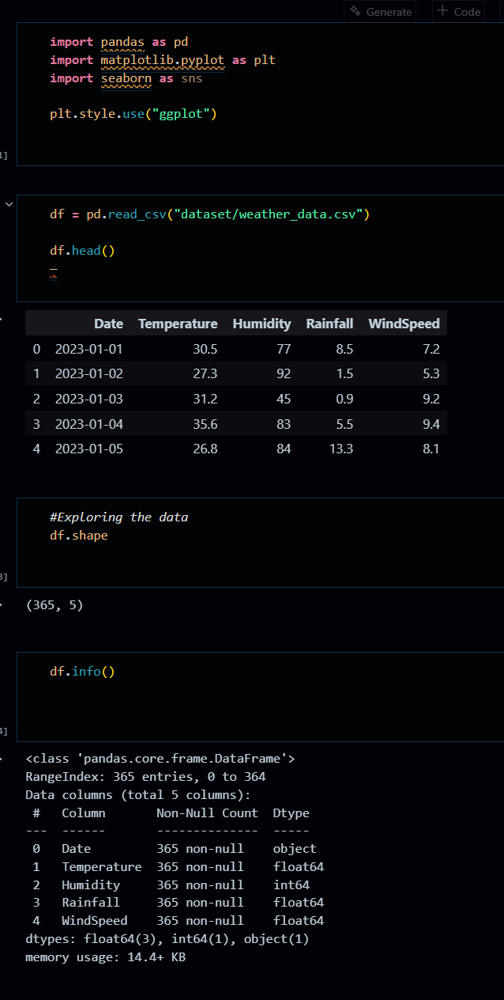 Generate + Code
import pandas as pd
import matplotlib.pyplot as plt
import seaborn as sns
plt.style.use("ggplot")
1]
df = pd.read_csv("dataset/weather_data.csv")
df.head()
_
Date Temperature Humidity Rainfall WindSpeed
0 2023-01-01 30.5 77 8.5 7.2
1 2023-01-02 27.3 92 1.5 5.3
2 2023-01-03 31.2 45 0.9 9.2
3 2023-01-04 35.6 83 5.5 9.4
4 2023-01-05 26.8 84 13.3 8.1
#Exploring the data
df.shape
3]
(365, 5)
df.info()
4]
<class 'pandas.core.frame.DataFrame'>
RangeIndex: 365 entries, 0 to 364
Data columns (total 5 columns):
 #   Column       Non-Null Count  Dtype
---  ------       --------------  -----
 0   Date         365 non-null    object
 1   Temperature  365 non-null    float64
 2   Humidity     365 non-null    int64
 3   Rainfall     365 non-null    float64
 4   WindSpeed    365 non-null    float64
dtypes: float64(3), int64(1), object(1)
memory usage: 14.4+ KB